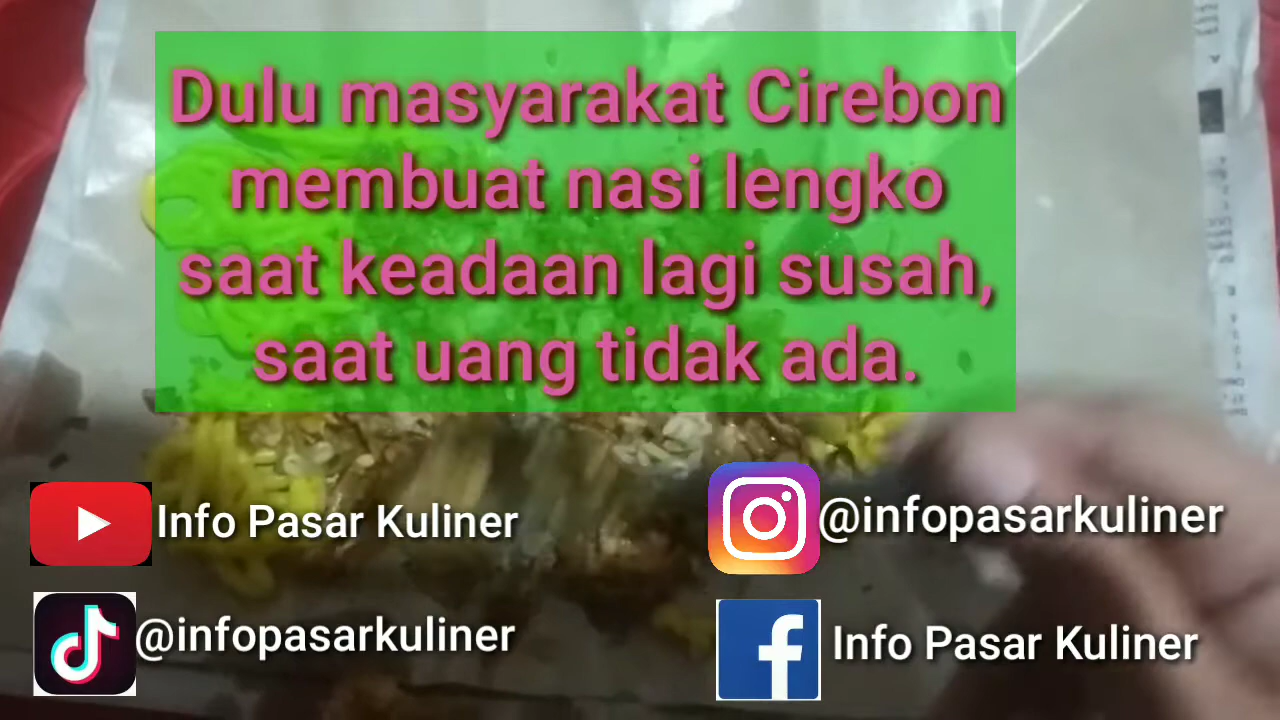 Dulu masyarakat Cirebon
membuat nasi lengko
saat keadaan lagi susah,
saat uang tidak ada.
Info Pasar Kuliner
@infopasarkuliner
@infopasarkuliner
Info Pasar Kuliner